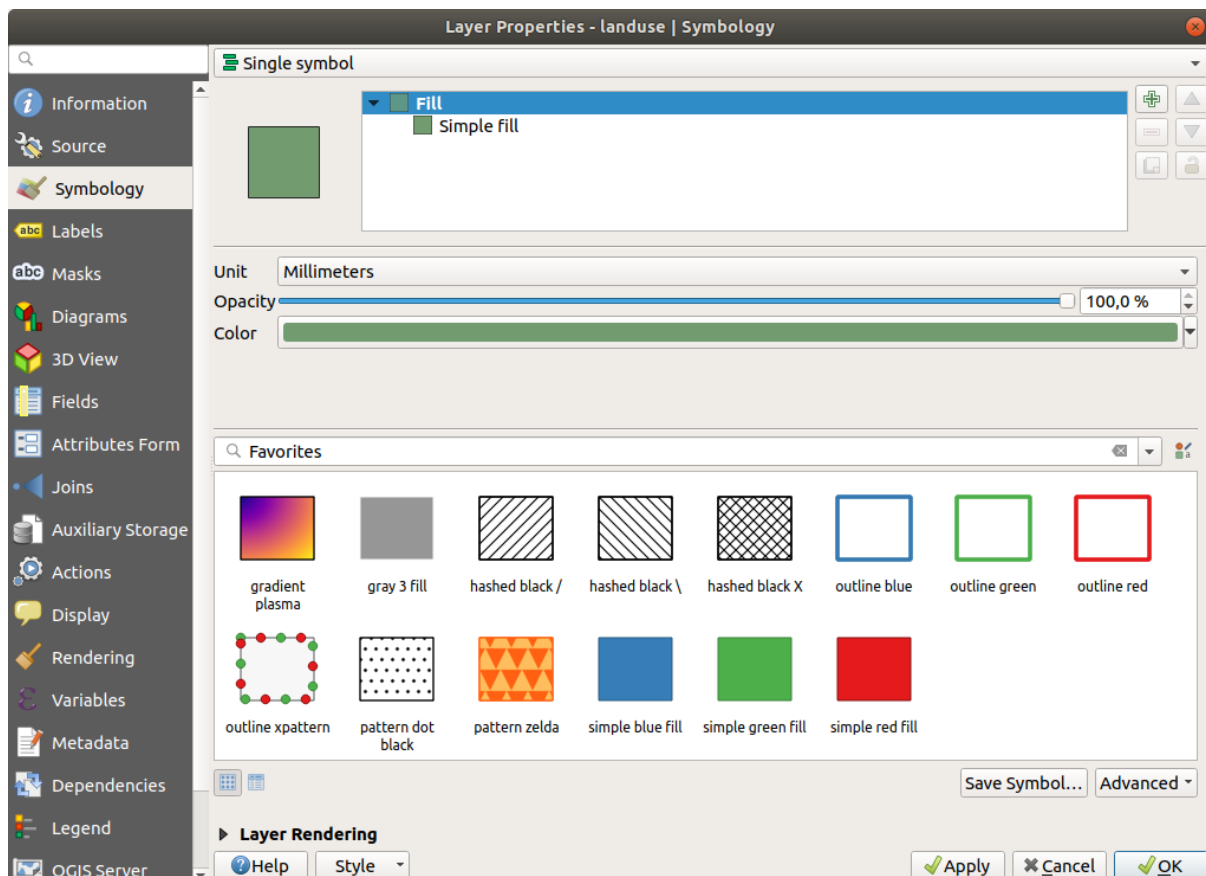 Layer Properties - landuse | Symbology
Information
Source
Symbology
abc Labels
abc Masks
Diagrams
3D View
Fields
Attributes Form
Joins
Auxiliary Storage
Actions
Display
Rendering
Variables
Metadata
Dependencies
Legend
QGIS Server
Single symbol
Fill
Simple fill
Unit Millimeters
Opacity 100,0 %
Color
Favorites
gradient plasma
gray 3 fill
hashed black /
hashed black \
hashed black X
outline blue
outline green
outline red
outline xpattern
pattern dot black
pattern zelda
simple blue fill
simple green fill
simple red fill
Save Symbol... Advanced
Layer Rendering
Help Style Apply Cancel OK